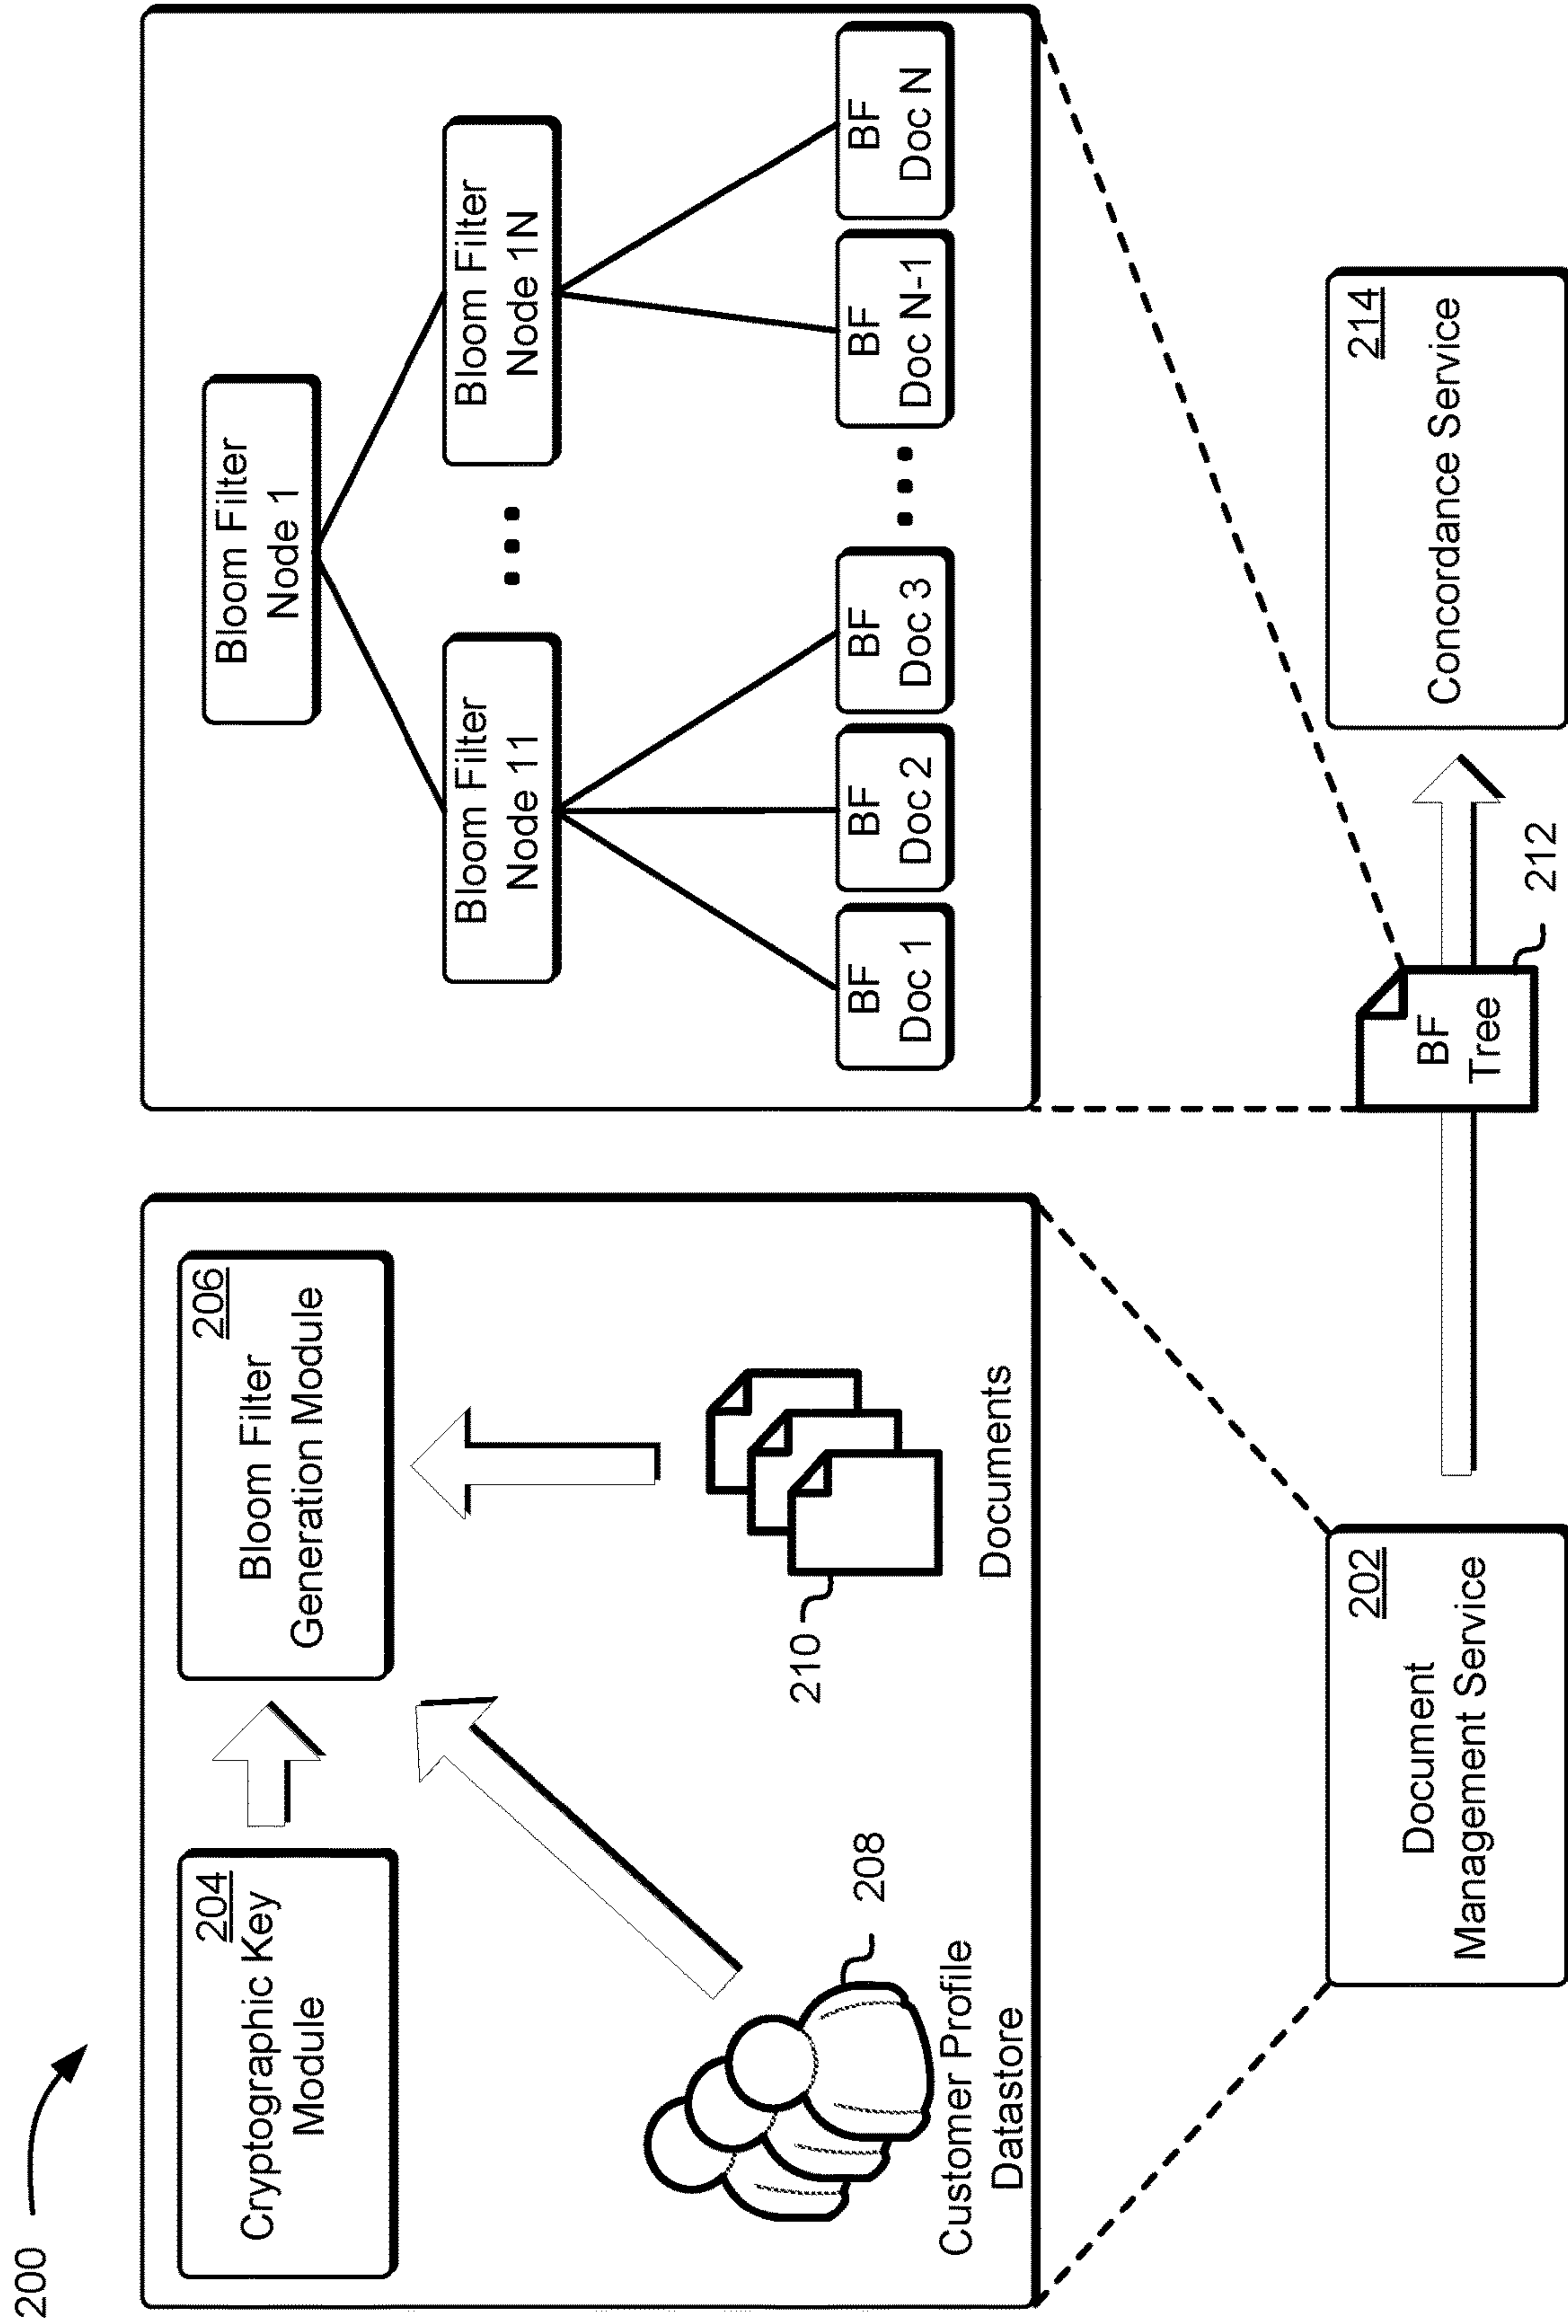 200
204
Cryptographic Key
Module
206
Bloom Filter
Generation Module
208
Customer Profile
Datastore
210
Documents
Bloom Filter
Node 1
Bloom Filter
Node 11
...
Bloom Filter
Node 1N
BF
Doc 1
BF
Doc 2
BF
Doc 3
...
BF
Doc N-1
BF
Doc N
202
Document
Management Service
BF
Tree
212
214
Concordance Service